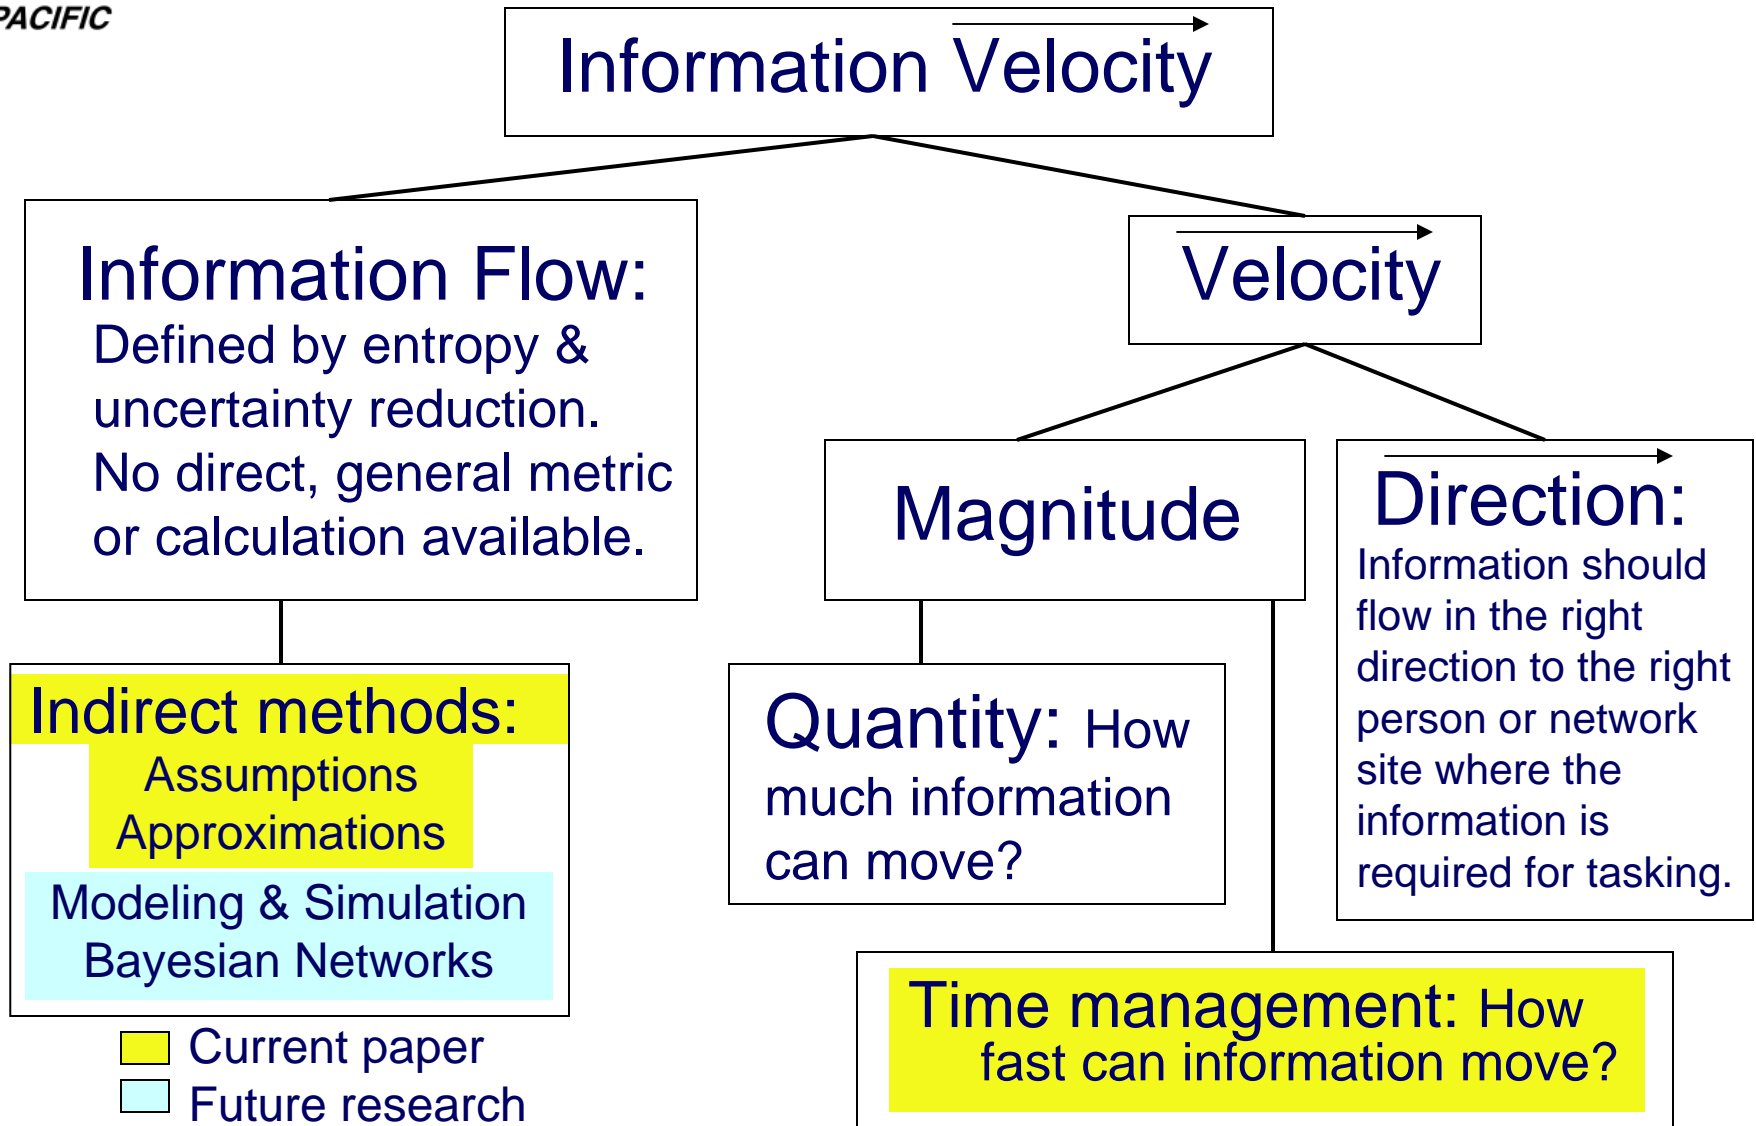 PACIFIC
Information Velocity
Information Flow:
Defined by entropy &
uncertainty reduction.
No direct, general metric
or calculation available.
Velocity
Magnitude
Direction:
Information should
flow in the right
direction to the right
person or network
site where the
information is
required for tasking.
Indirect methods:
Assumptions
Approximations
Modeling & Simulation
Bayesian Networks
Quantity: How
much information
can move?
Time management: How
fast can information move?
Current paper
Future research